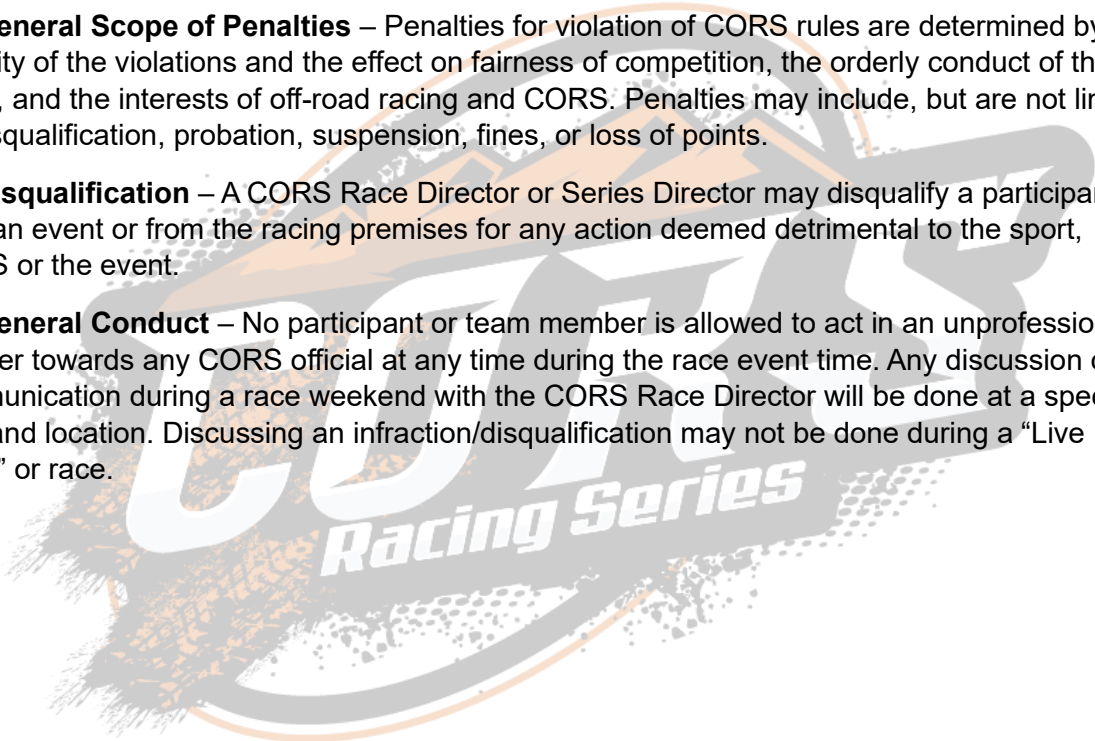 eneral Scope of Penalties – Penalties for violation of CORS rules are determined by
ity of the violations and the effect on fairness of competition, the orderly conduct of th
, and the interests of off-road racing and CORS. Penalties may include, but are not lin
squalification, probation, suspension, fines, or loss of points.
squalification – A CORS Race Director or Series Director may disqualify a participan
an event or from the racing premises for any action deemed detrimental to the sport,
S or the event.
eneral Conduct – No participant or team member is allowed to act in an unprofessio
er towards any CORS official at any time during the race event time. Any discussion o
unication during a race weekend with the CORS Race Director will be done at a spec
and location. Discussing an infraction/disqualification may not be done during a “Live
” or race.
CORS
Racing Series